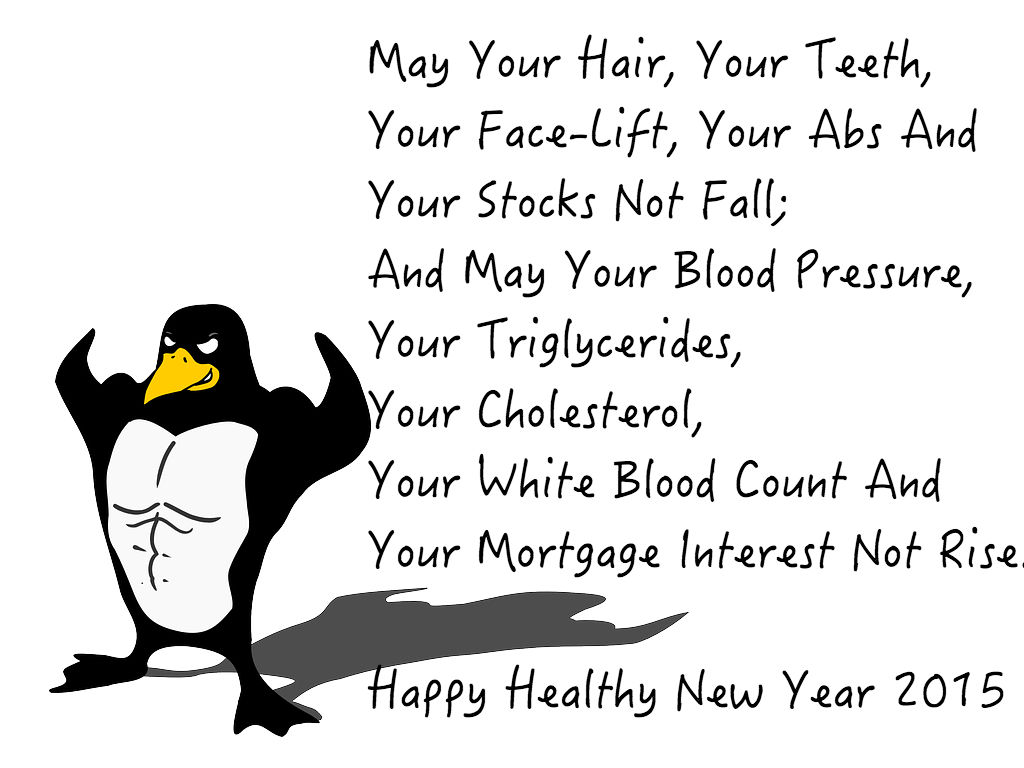 May Your Hair, Your Teeth,
Your Face-Lift, Your Abs And
Your Stocks Not Fall;
And May Your Blood Pressure,
Your Triglycerides,
Your Cholesterol,
Your White Blood Count And
Your Mortgage Interest Not Rise.
Happy Healthy New Year 2015